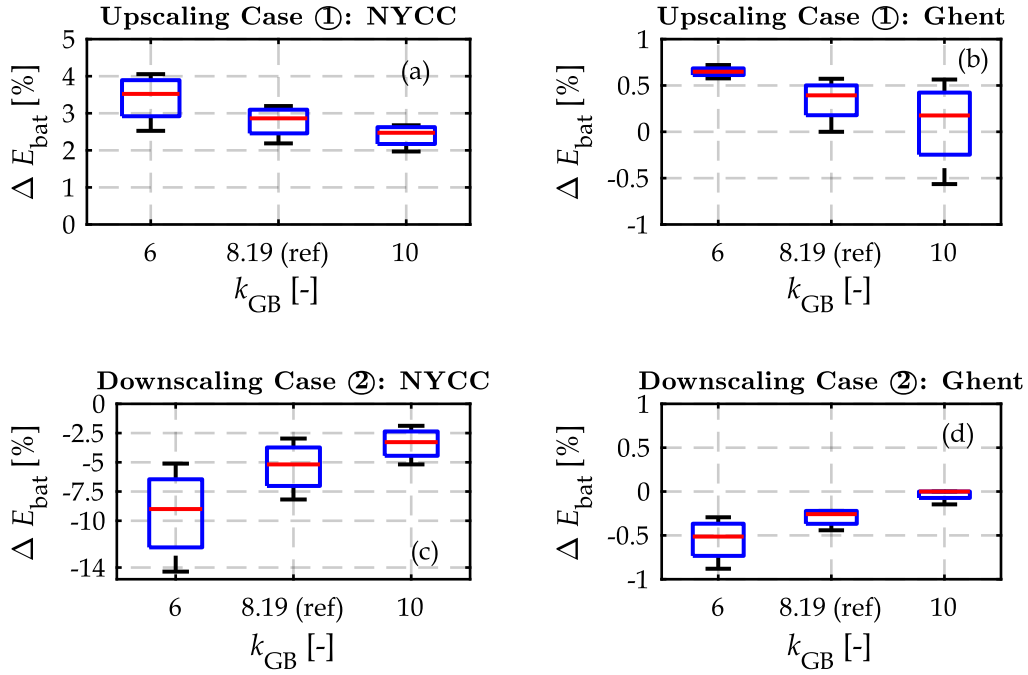 Upscaling Case ①: NYCC
5
4
3
2
1
0
Δ E_bat [%]
(a)
6
8.19 (ref)
10
k_GB [-]
Upscaling Case ①: Ghent
1
0.5
0
-0.5
-1
Δ E_bat [%]
(b)
6
8.19 (ref)
10
k_GB [-]
Downscaling Case ②: NYCC
0
-2.5
-5
-7.5
-10
-14
Δ E_bat [%]
(c)
6
8.19 (ref)
10
k_GB [-]
Downscaling Case ②: Ghent
1
0.5
0
-0.5
-1
Δ E_bat [%]
(d)
6
8.19 (ref)
10
k_GB [-]